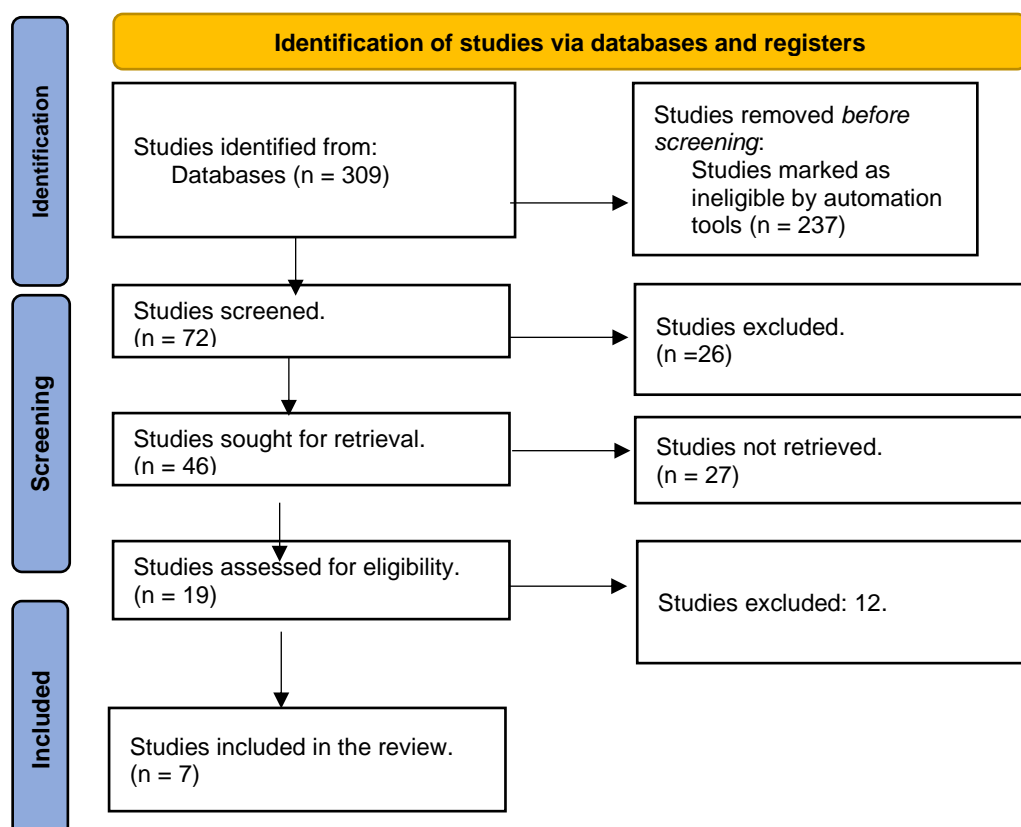 Identification of studies via databases and registers
Identification
Studies identified from:
Databases (n = 309)
Studies removed before
screening:
Studies marked as
ineligible by automation
tools (n = 237)
Screening
Studies screened.
(n = 72)
Studies excluded.
(n =26)
Studies sought for retrieval.
(n = 46)
Studies not retrieved.
(n = 27)
Studies assessed for eligibility.
(n = 19)
Studies excluded: 12.
Included
Studies included in the review.
(n = 7)